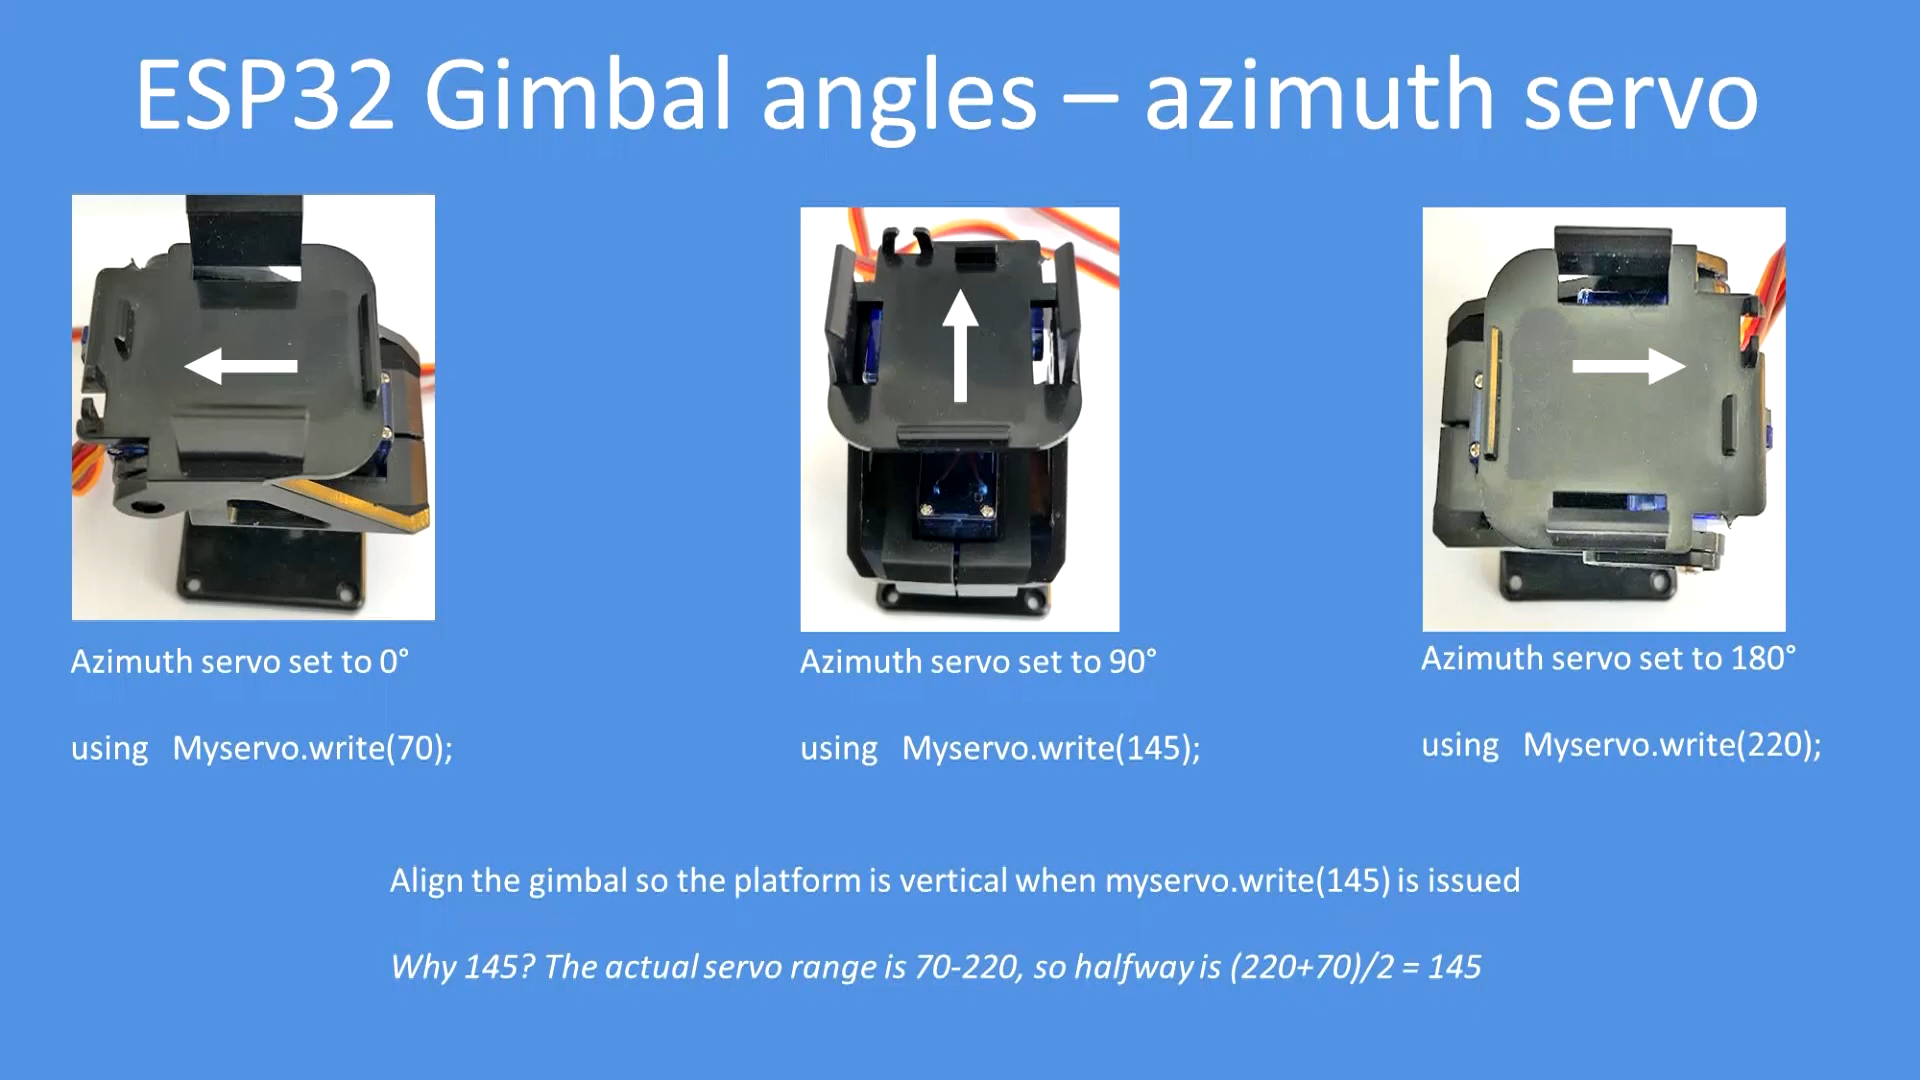 ESP32 Gimbal angles – azimuth servo
Azimuth servo set to 0°
using Myservo.write(70);
Azimuth servo set to 90°
using Myservo.write(145);
Azimuth servo set to 180°
using Myservo.write(220);
Align the gimbal so the platform is vertical when myservo.write(145) is issued
Why 145? The actual servo range is 70-220, so halfway is (220+70)/2 = 145